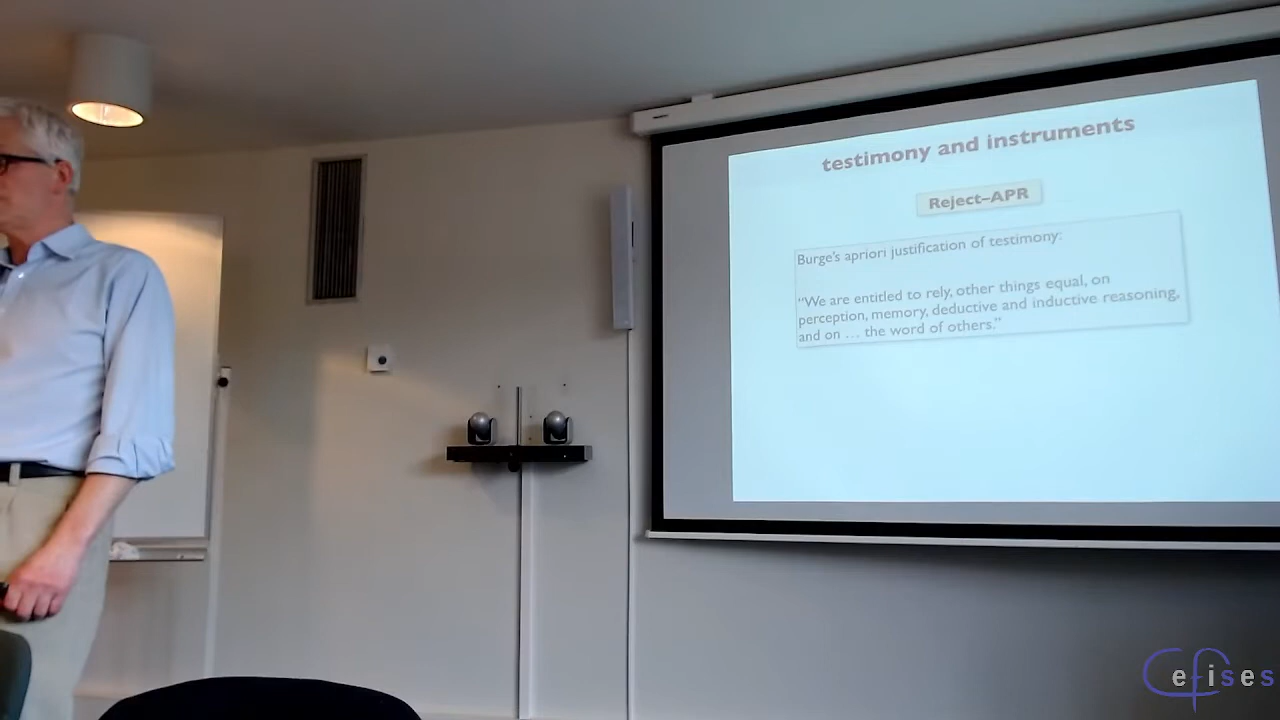 testimony and instruments
Reject–APR
Burge's apriori justification of testimony:
"We are entitled to rely, other things equal, on
perception, memory, deductive and inductive reasoning,
and on … the word of others."
efises